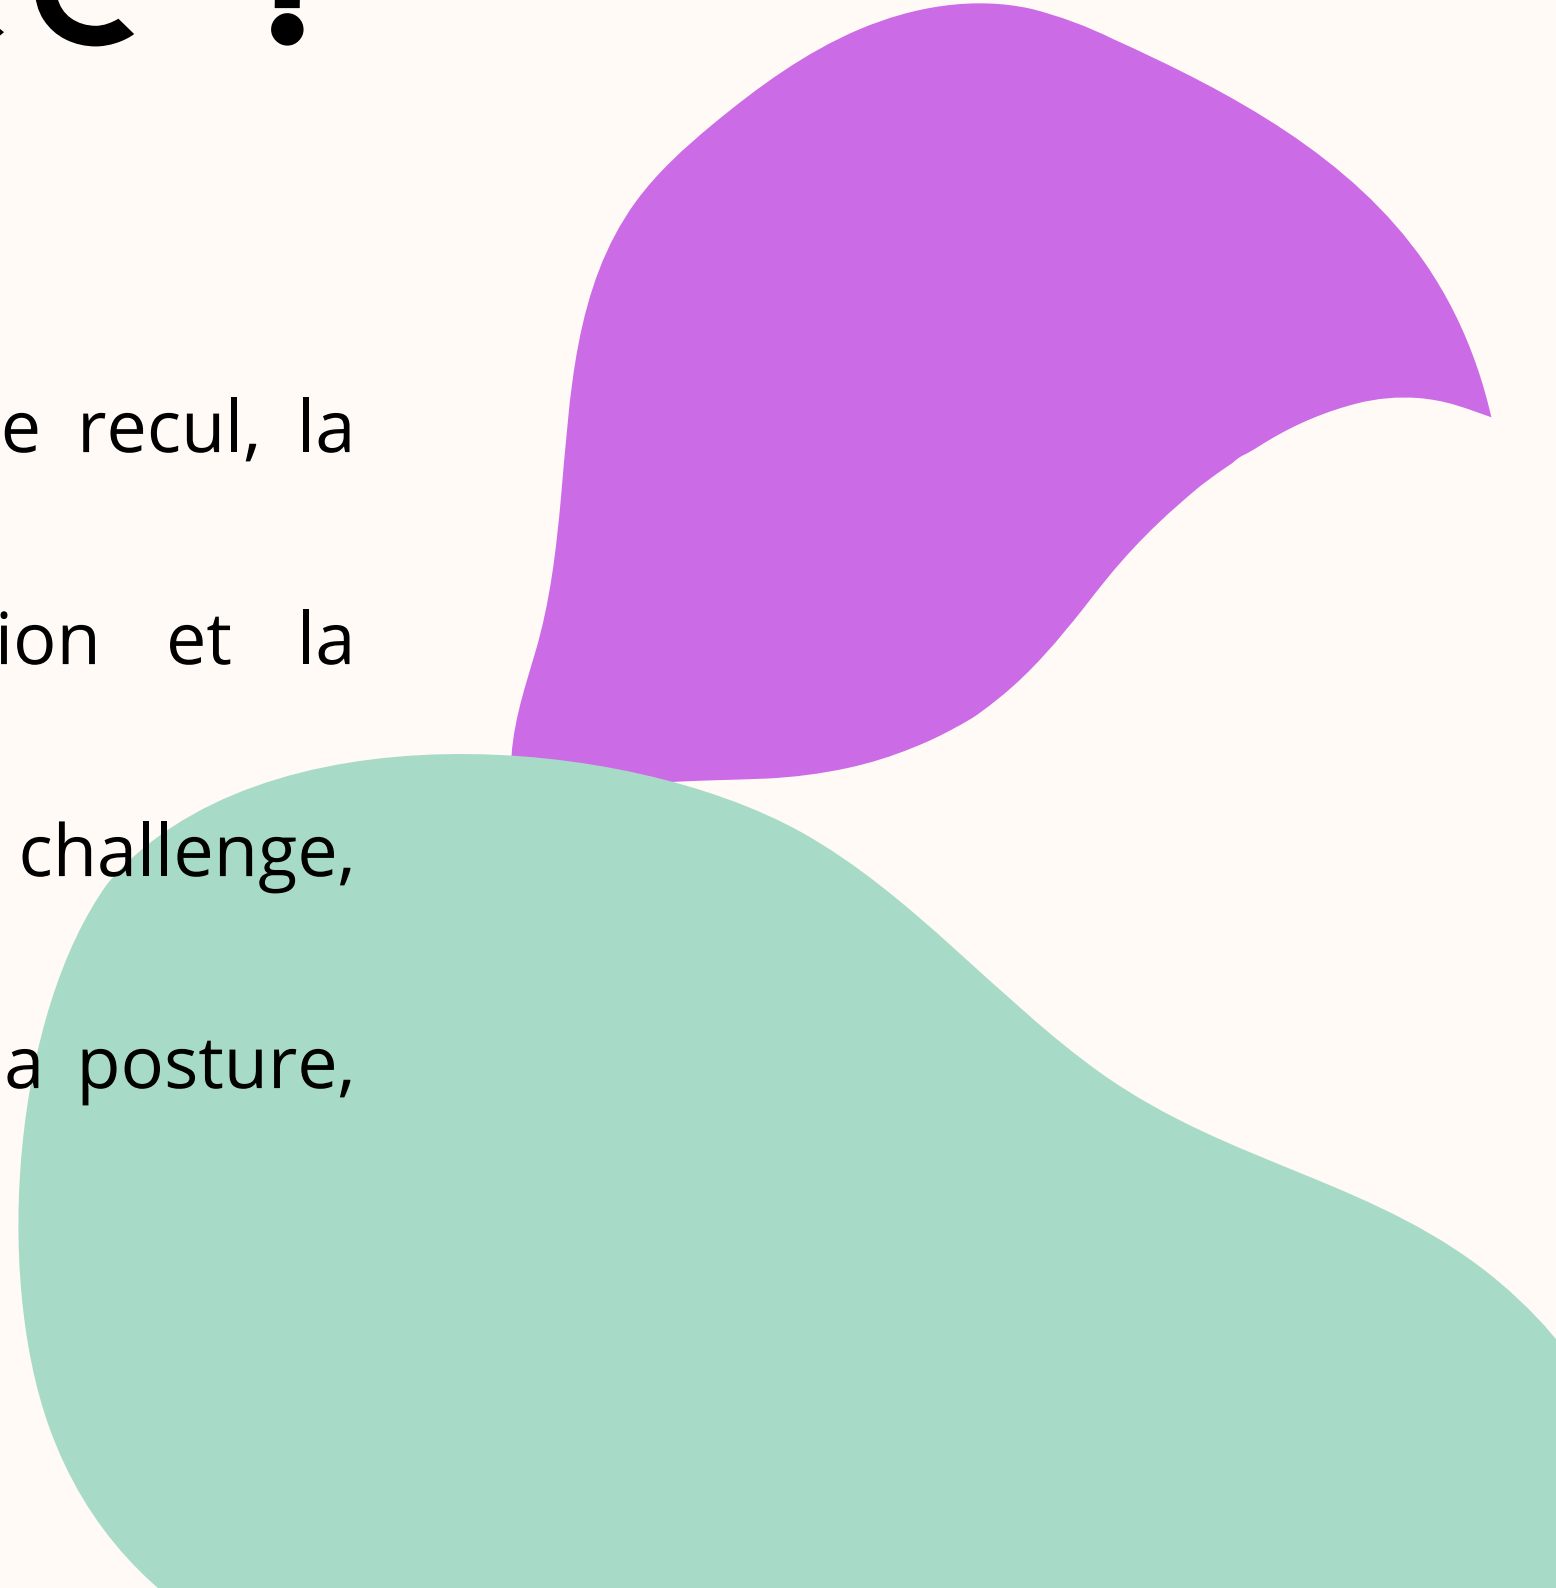 e recul, la
ion et la
challenge,
a posture,